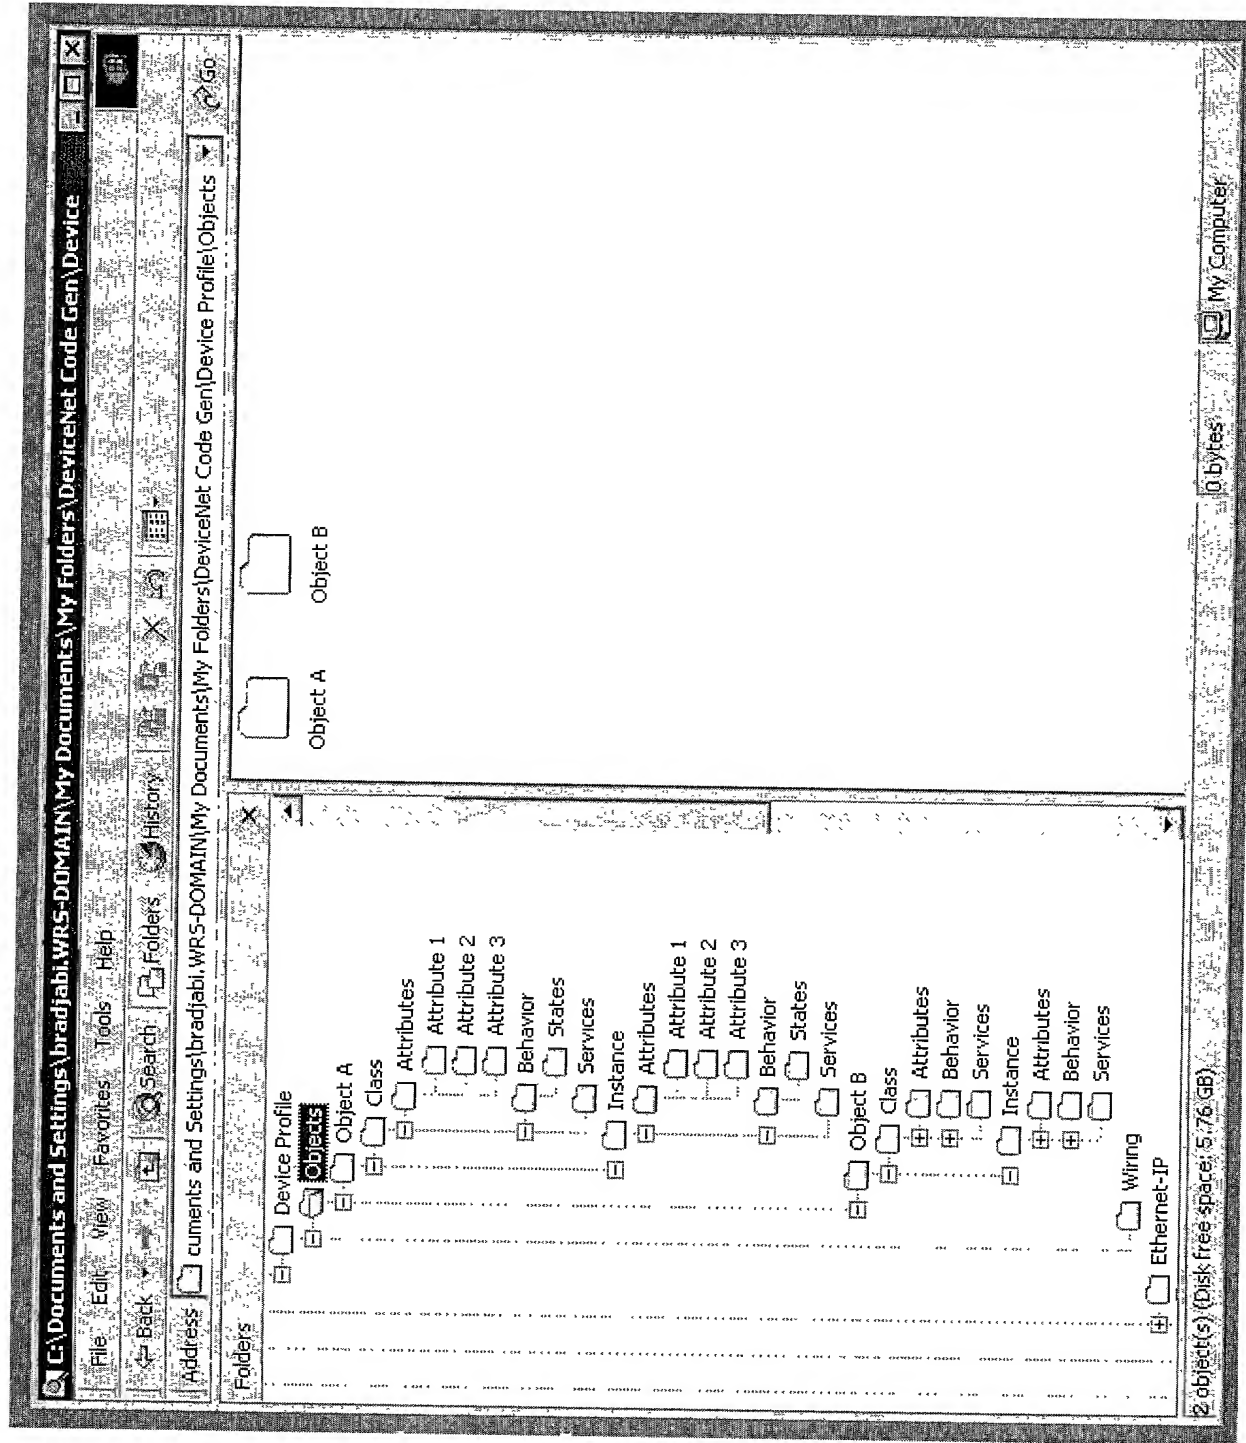 C:\Documents and Settings\bradjabi.WRS-DOMAIN\My Documents\My Folders\DeviceNet Code Gen\Device
File Edit View Favorites Tools Help
Back Search Folders History
Address cuments and Settings\bradjabi.WRS-DOMAIN\My Documents\My Folders\DeviceNet Code Gen\Device Profile\Objects Go
Folders
Device Profile
Objects
Object A
Class
Attributes
Attribute 1
Attribute 2
Attribute 3
Behavior
States
Services
Instance
Attributes
Attribute 1
Attribute 2
Attribute 3
Behavior
States
Services
Object B
Class
Attributes
Behavior
Services
Instance
Attributes
Behavior
Services
Wiring
Ethernet-IP
Object A Object B
2 object(s) (Disk free space: 5.76 GB) 0 bytes My Computer